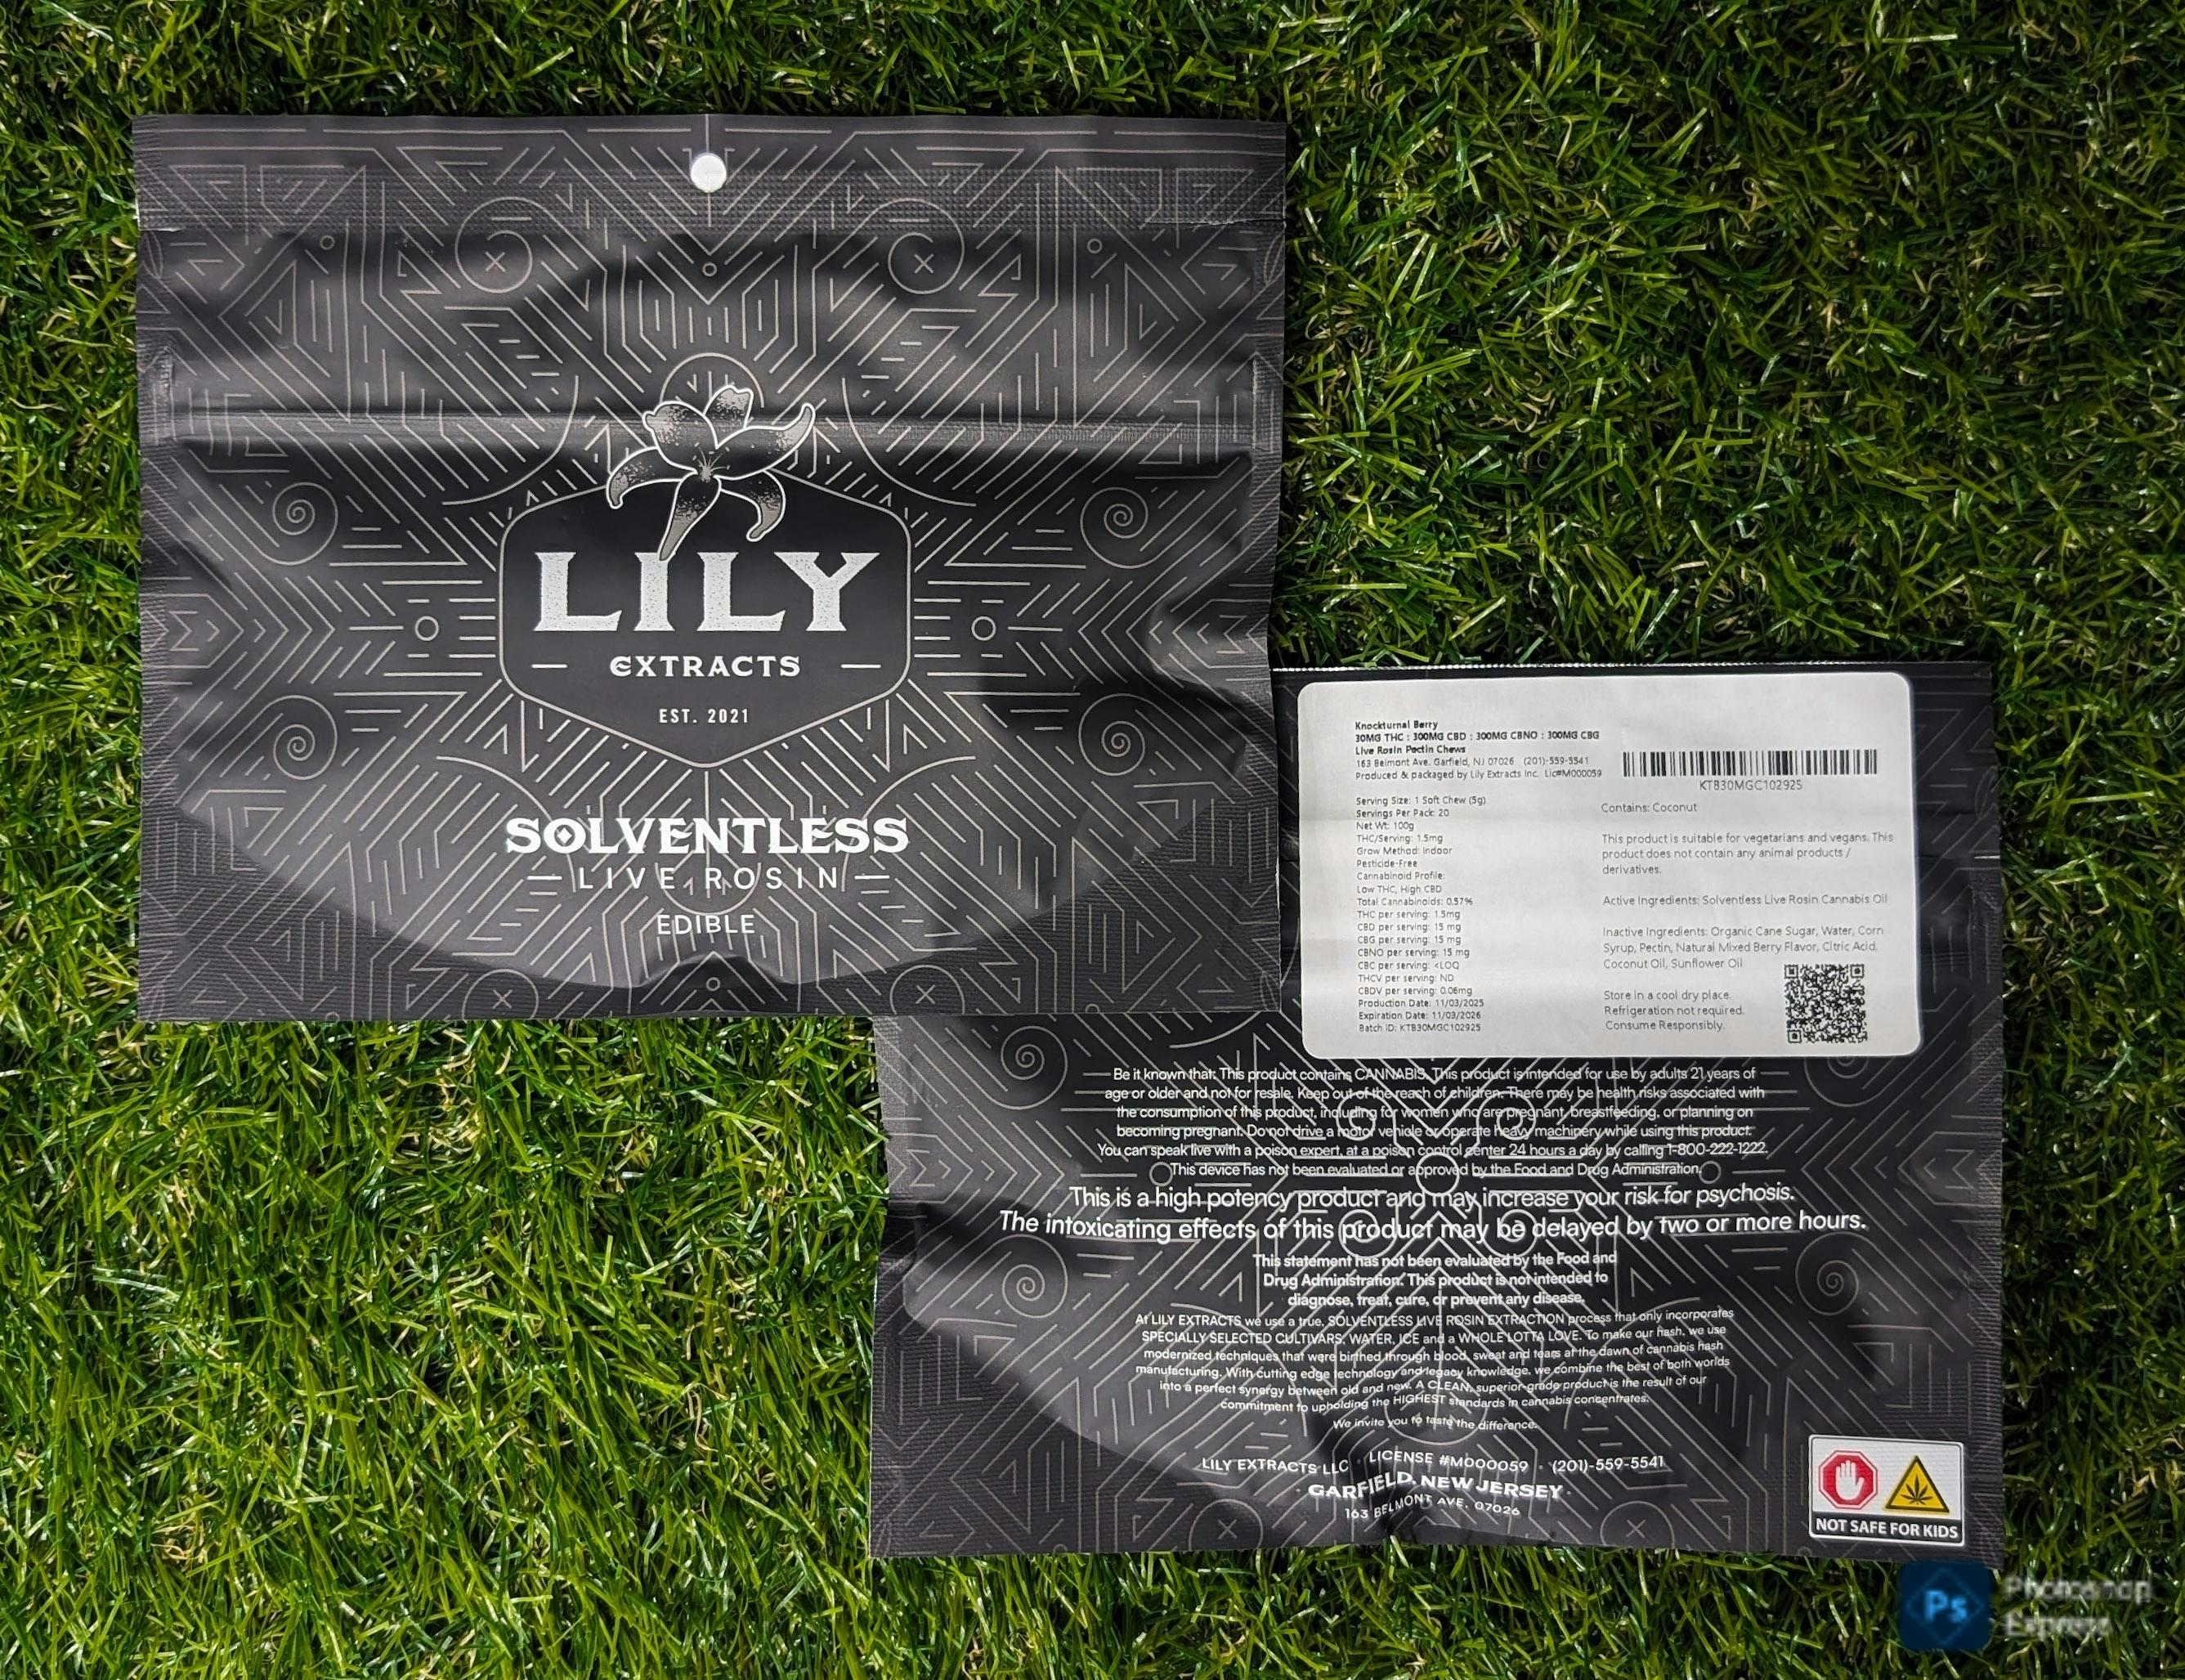 LILY
EXTRACTS
EST. 2021
SOLVENTLESS
LIVE ROSIN
EDIBLE
Knockturnal Berry
30MG THC : 300MG CBD : 300MG CBNO : 300MG CBG
Live Rosin Pectin Chews
163 Belmont Ave. Garfield, NJ 07026 (201)-559-5541
Produced & packaged by Lily Extracts Inc. Lic#M000059
Serving Size: 1 Soft Chew (5g)
Servings Per Pack: 20
Net Wt: 100g
THC/Serving: 1.5mg
Grow Method: Indoor
Pesticide-Free
Cannabinoid Profile:
Low THC, High CBD
Total Cannabinoids: 0.57%
THC per serving: 1.5mg
CBD per serving: 15 mg
CBG per serving: 15 mg
CBNO per serving: 15 mg
CBC per serving: <LOQ
THCV per serving: ND
CBDV per serving: 0.06mg
Production Date: 11/03/2025
Expiration Date: 11/03/2026
Batch ID: KTB30MGC102925
KTB30MGC102925
Contains: Coconut
This product is suitable for vegetarians and vegans. This
product does not contain any animal products /
derivatives.
Active Ingredients: Solventless Live Rosin Cannabis Oil
Inactive Ingredients: Organic Cane Sugar, Water, Corn
Syrup, Pectin, Natural Mixed Berry Flavor, Citric Acid,
Coconut Oil, Sunflower Oil
Store in a cool dry place.
Refrigeration not required.
Consume Responsibly.
Be it known that: This product contains CANNABIS. This product is intended for use by adults 21 years of
age or older and not for resale. Keep out of the reach of children. There may be health risks associated with
the consumption of this product, including for women who are pregnant, breastfeeding, or planning on
becoming pregnant. Do not drive a motor vehicle or operate heavy machinery while using this product.
You can speak live with a poison expert, at a poison control center 24 hours a day by calling 1-800-222-1222.
This device has not been evaluated or approved by the Food and Drug Administration.
This is a high potency product and may increase your risk for psychosis.
The intoxicating effects of this product may be delayed by two or more hours.
This statement has not been evaluated by the Food and
Drug Administration. This product is not intended to
diagnose, treat, cure, or prevent any disease.
At LILY EXTRACTS we use a true, SOLVENTLESS LIVE ROSIN EXTRACTION process that only incorporates
SPECIALLY SELECTED CULTIVARS, WATER, ICE and a WHOLE LOTTA LOVE. To make our hash, we use
modernized techniques that were birthed through blood, sweat and tears at the dawn of cannabis hash
manufacturing. With cutting edge technology and legacy knowledge, we combine the best of both worlds
into a perfect synergy between old and new. A CLEAN, superior-grade product is the result of our
commitment to upholding the HIGHEST standards in cannabis concentrates.
We invite you to taste the difference.
LILY EXTRACTS LLC · LICENSE #M000059 · (201)-559-5541
· GARFIELD, NEW JERSEY ·
163 BELMONT AVE. 07026
NOT SAFE FOR KIDS
Ps Photoshop
Express